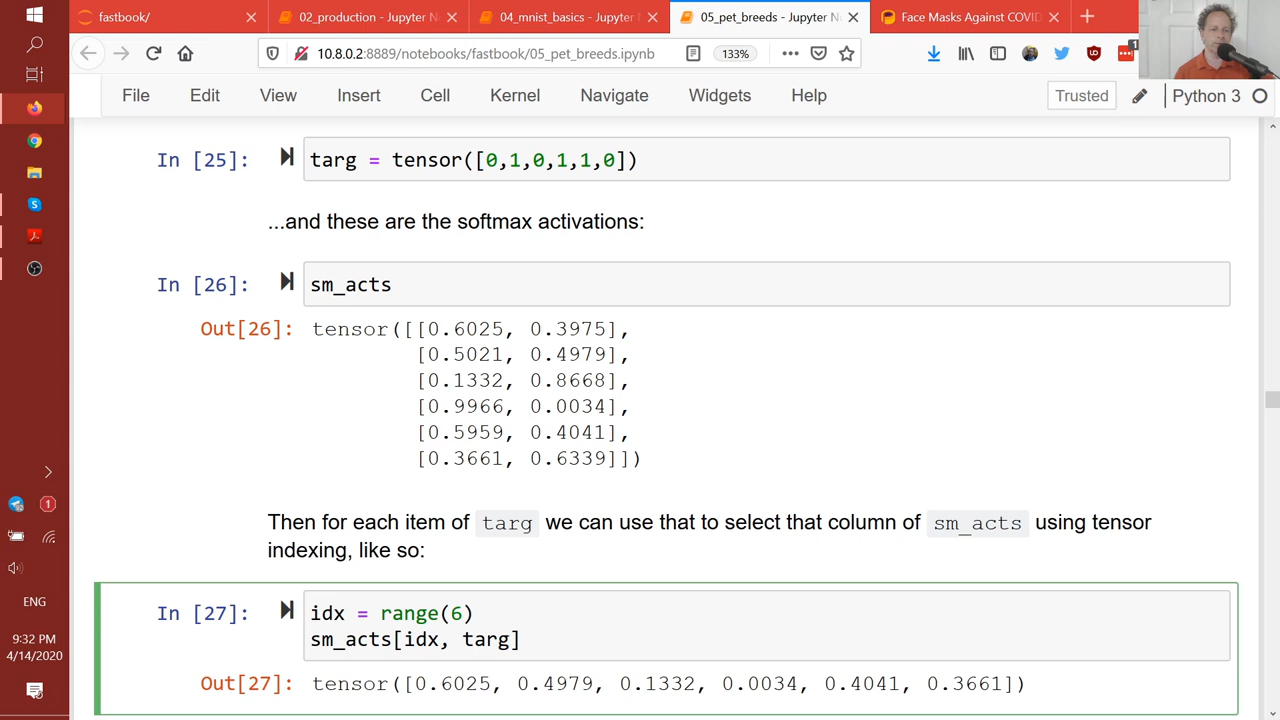 fastbook/
02_production - Jupyter N
04_mnist_basics - Jupyter
05_pet_breeds - Jupyter N
Face Masks Against COVID
10.8.0.2:8889/notebooks/fastbook/05_pet_breeds.ipynb
133%
1
File Edit View Insert Cell Kernel Navigate Widgets Help
Trusted
Python 3
In [25]: targ = tensor([0,1,0,1,1,0])
...and these are the softmax activations:
In [26]: sm_acts
Out[26]: tensor([[0.6025, 0.3975],
[0.5021, 0.4979],
[0.1332, 0.8668],
[0.9966, 0.0034],
[0.5959, 0.4041],
[0.3661, 0.6339]])
Then for each item of targ we can use that to select that column of sm_acts using tensor
indexing, like so:
In [27]: idx = range(6)
sm_acts[idx, targ]
Out[27]: tensor([0.6025, 0.4979, 0.1332, 0.0034, 0.4041, 0.3661])
1
ENG
9:32 PM
4/14/2020